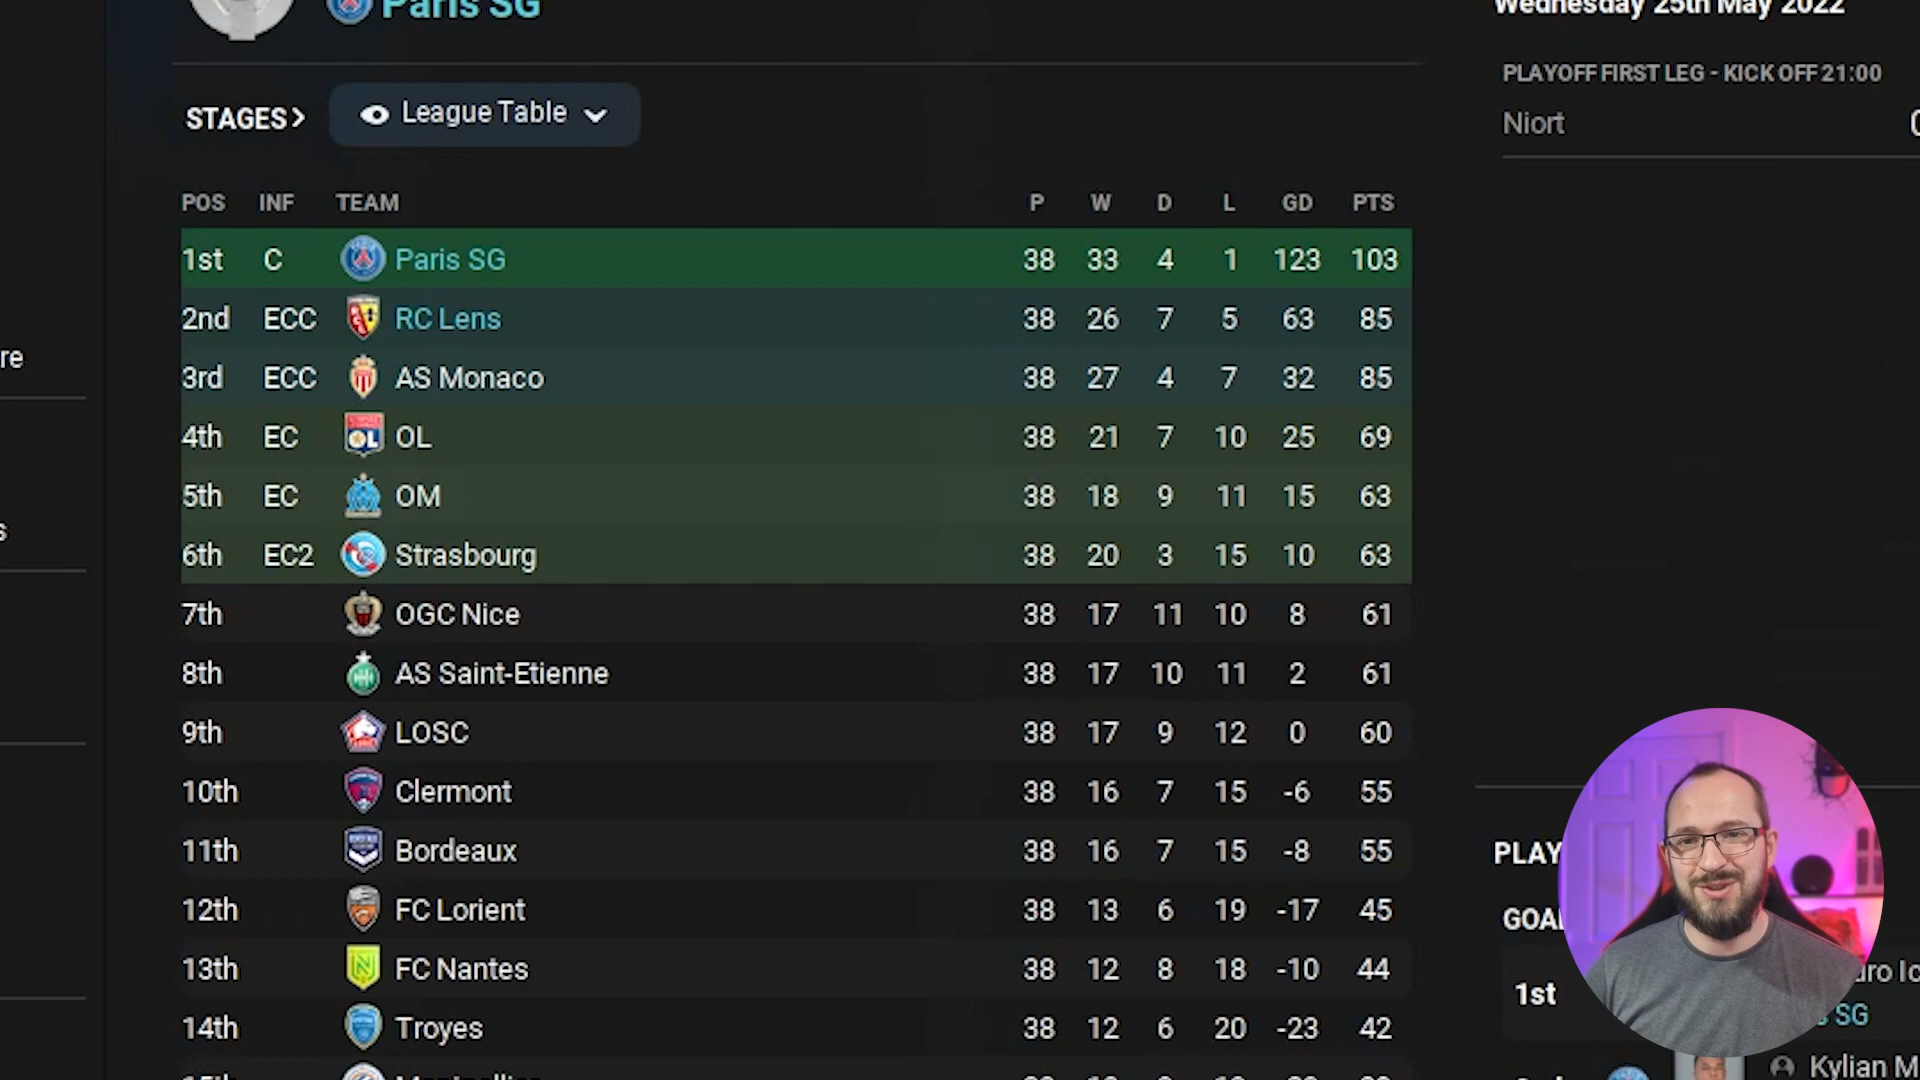 Paris SG
Wednesday 25th May 2022
PLAYOFF FIRST LEG - KICK OFF 21:00
Niort
STAGES
League Table
POS INF TEAM P W D L GD PTS
1st C Paris SG 38 33 4 1 123 103
2nd ECC RC Lens 38 26 7 5 63 85
3rd ECC AS Monaco 38 27 4 7 32 85
4th EC OL 38 21 7 10 25 69
5th EC OM 38 18 9 11 15 63
6th EC2 Strasbourg 38 20 3 15 10 63
7th OGC Nice 38 17 11 10 8 61
8th AS Saint-Etienne 38 17 10 11 2 61
9th LOSC 38 17 9 12 0 60
10th Clermont 38 16 7 15 -6 55
11th Bordeaux 38 16 7 15 -8 55
12th FC Lorient 38 13 6 19 -17 45
13th FC Nantes 38 12 8 18 -10 44
14th Troyes 38 12 6 20 -23 42
re
s
PLAY
GOA
1st
SG
Kylian M